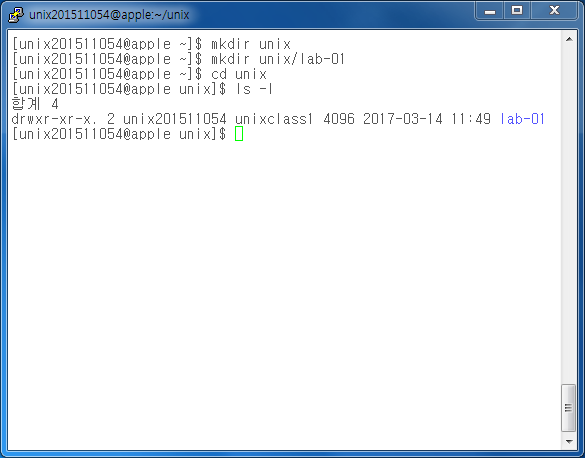 unix201511054@apple:~/unix
[unix201511054@apple ~]$ mkdir unix
[unix201511054@apple ~]$ mkdir unix/lab-01
[unix201511054@apple ~]$ cd unix
[unix201511054@apple unix]$ ls -l
합계 4
drwxr-xr-x. 2 unix201511054 unixclass1 4096 2017-03-14 11:49 lab-01
[unix201511054@apple unix]$